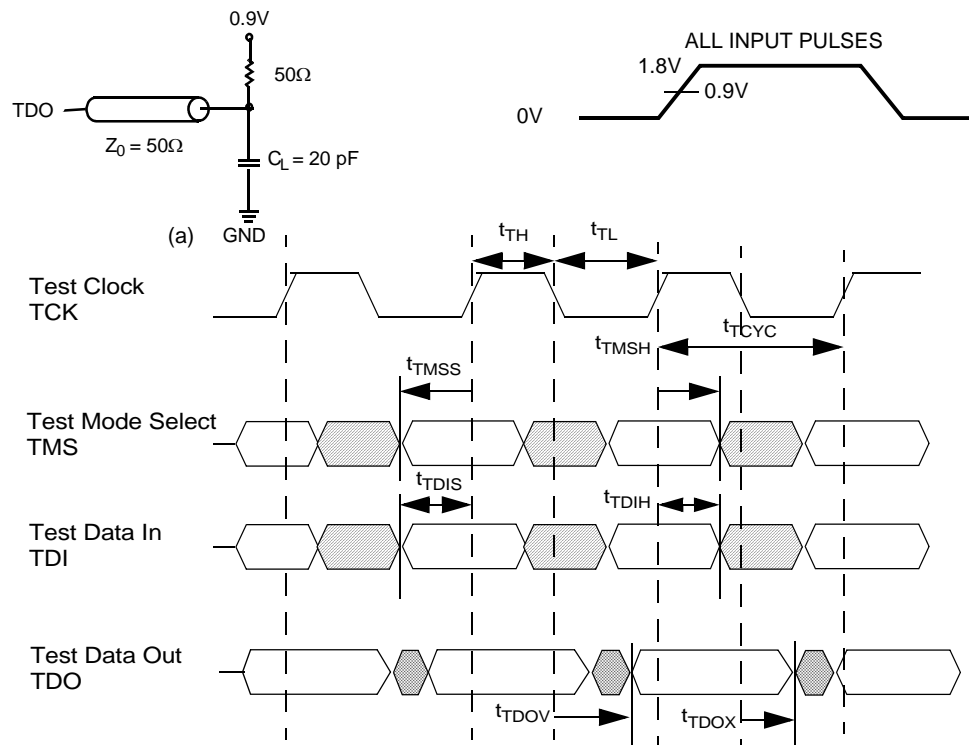 0.9V
50Ω
TDO
Z0 = 50Ω
CL = 20 pF
(a)
GND
ALL INPUT PULSES
1.8V
0.9V
0V
tTH
tTL
Test Clock
TCK
tTCYC
tTMSH
tTMSS
Test Mode Select
TMS
tTDIS
tTDIH
Test Data In
TDI
Test Data Out
TDO
tTDOV
tTDOX